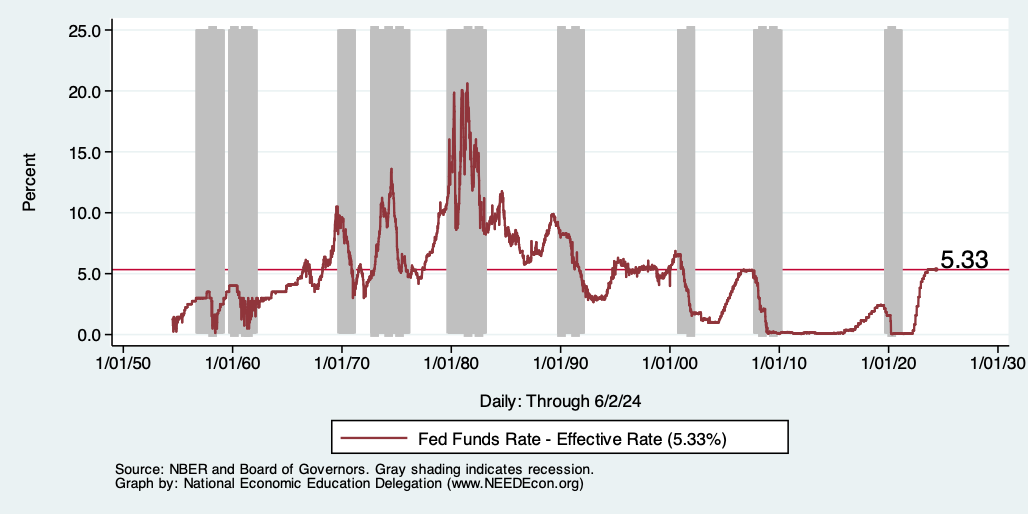 25.0
20.0
15.0
10.0
5.0
0.0
Percent
5.33
1/01/50 1/01/60 1/01/70 1/01/80 1/01/90 1/01/00 1/01/10 1/01/20 1/01/30
Daily: Through 6/2/24
Fed Funds Rate - Effective Rate (5.33%)
Source: NBER and Board of Governors. Gray shading indicates recession.
Graph by: National Economic Education Delegation (www.NEEDEcon.org)